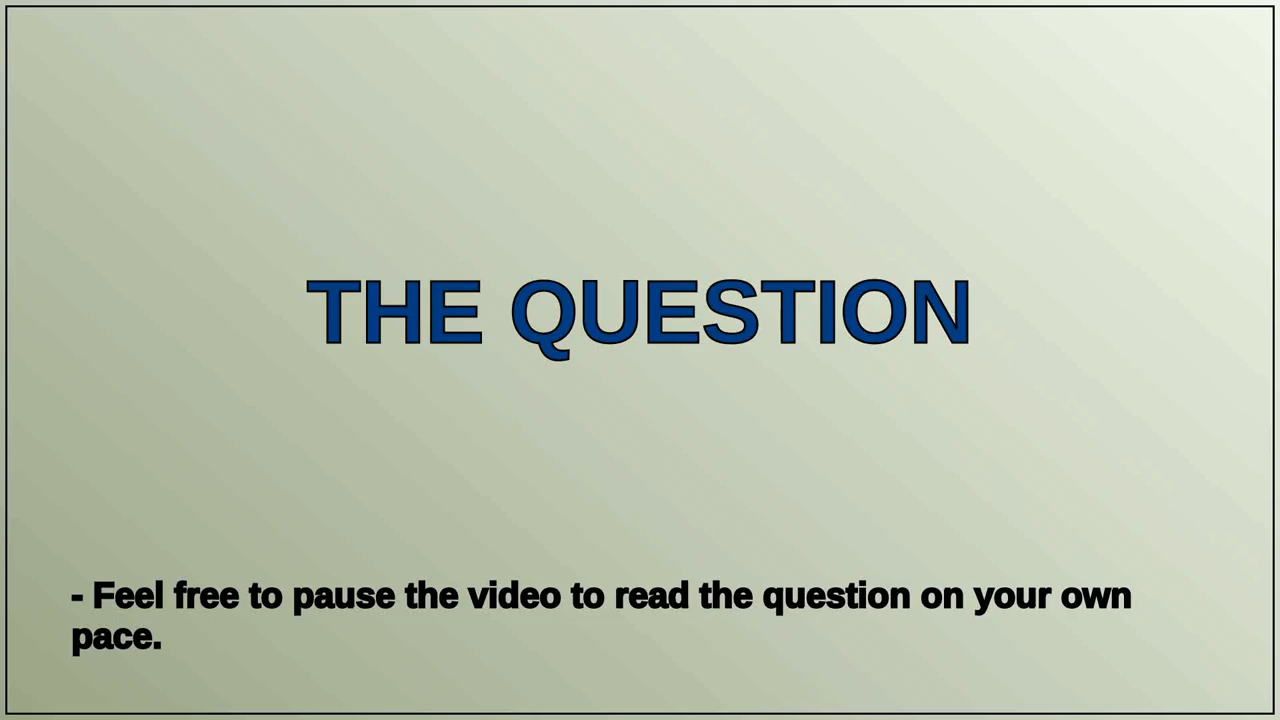 THE QUESTION
- Feel free to pause the video to read the question on your own
pace.